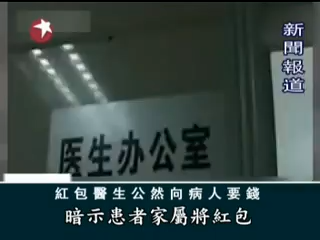 新聞報道
医生办公室
紅包醫生公然向病人要錢
暗示患者家屬將紅包